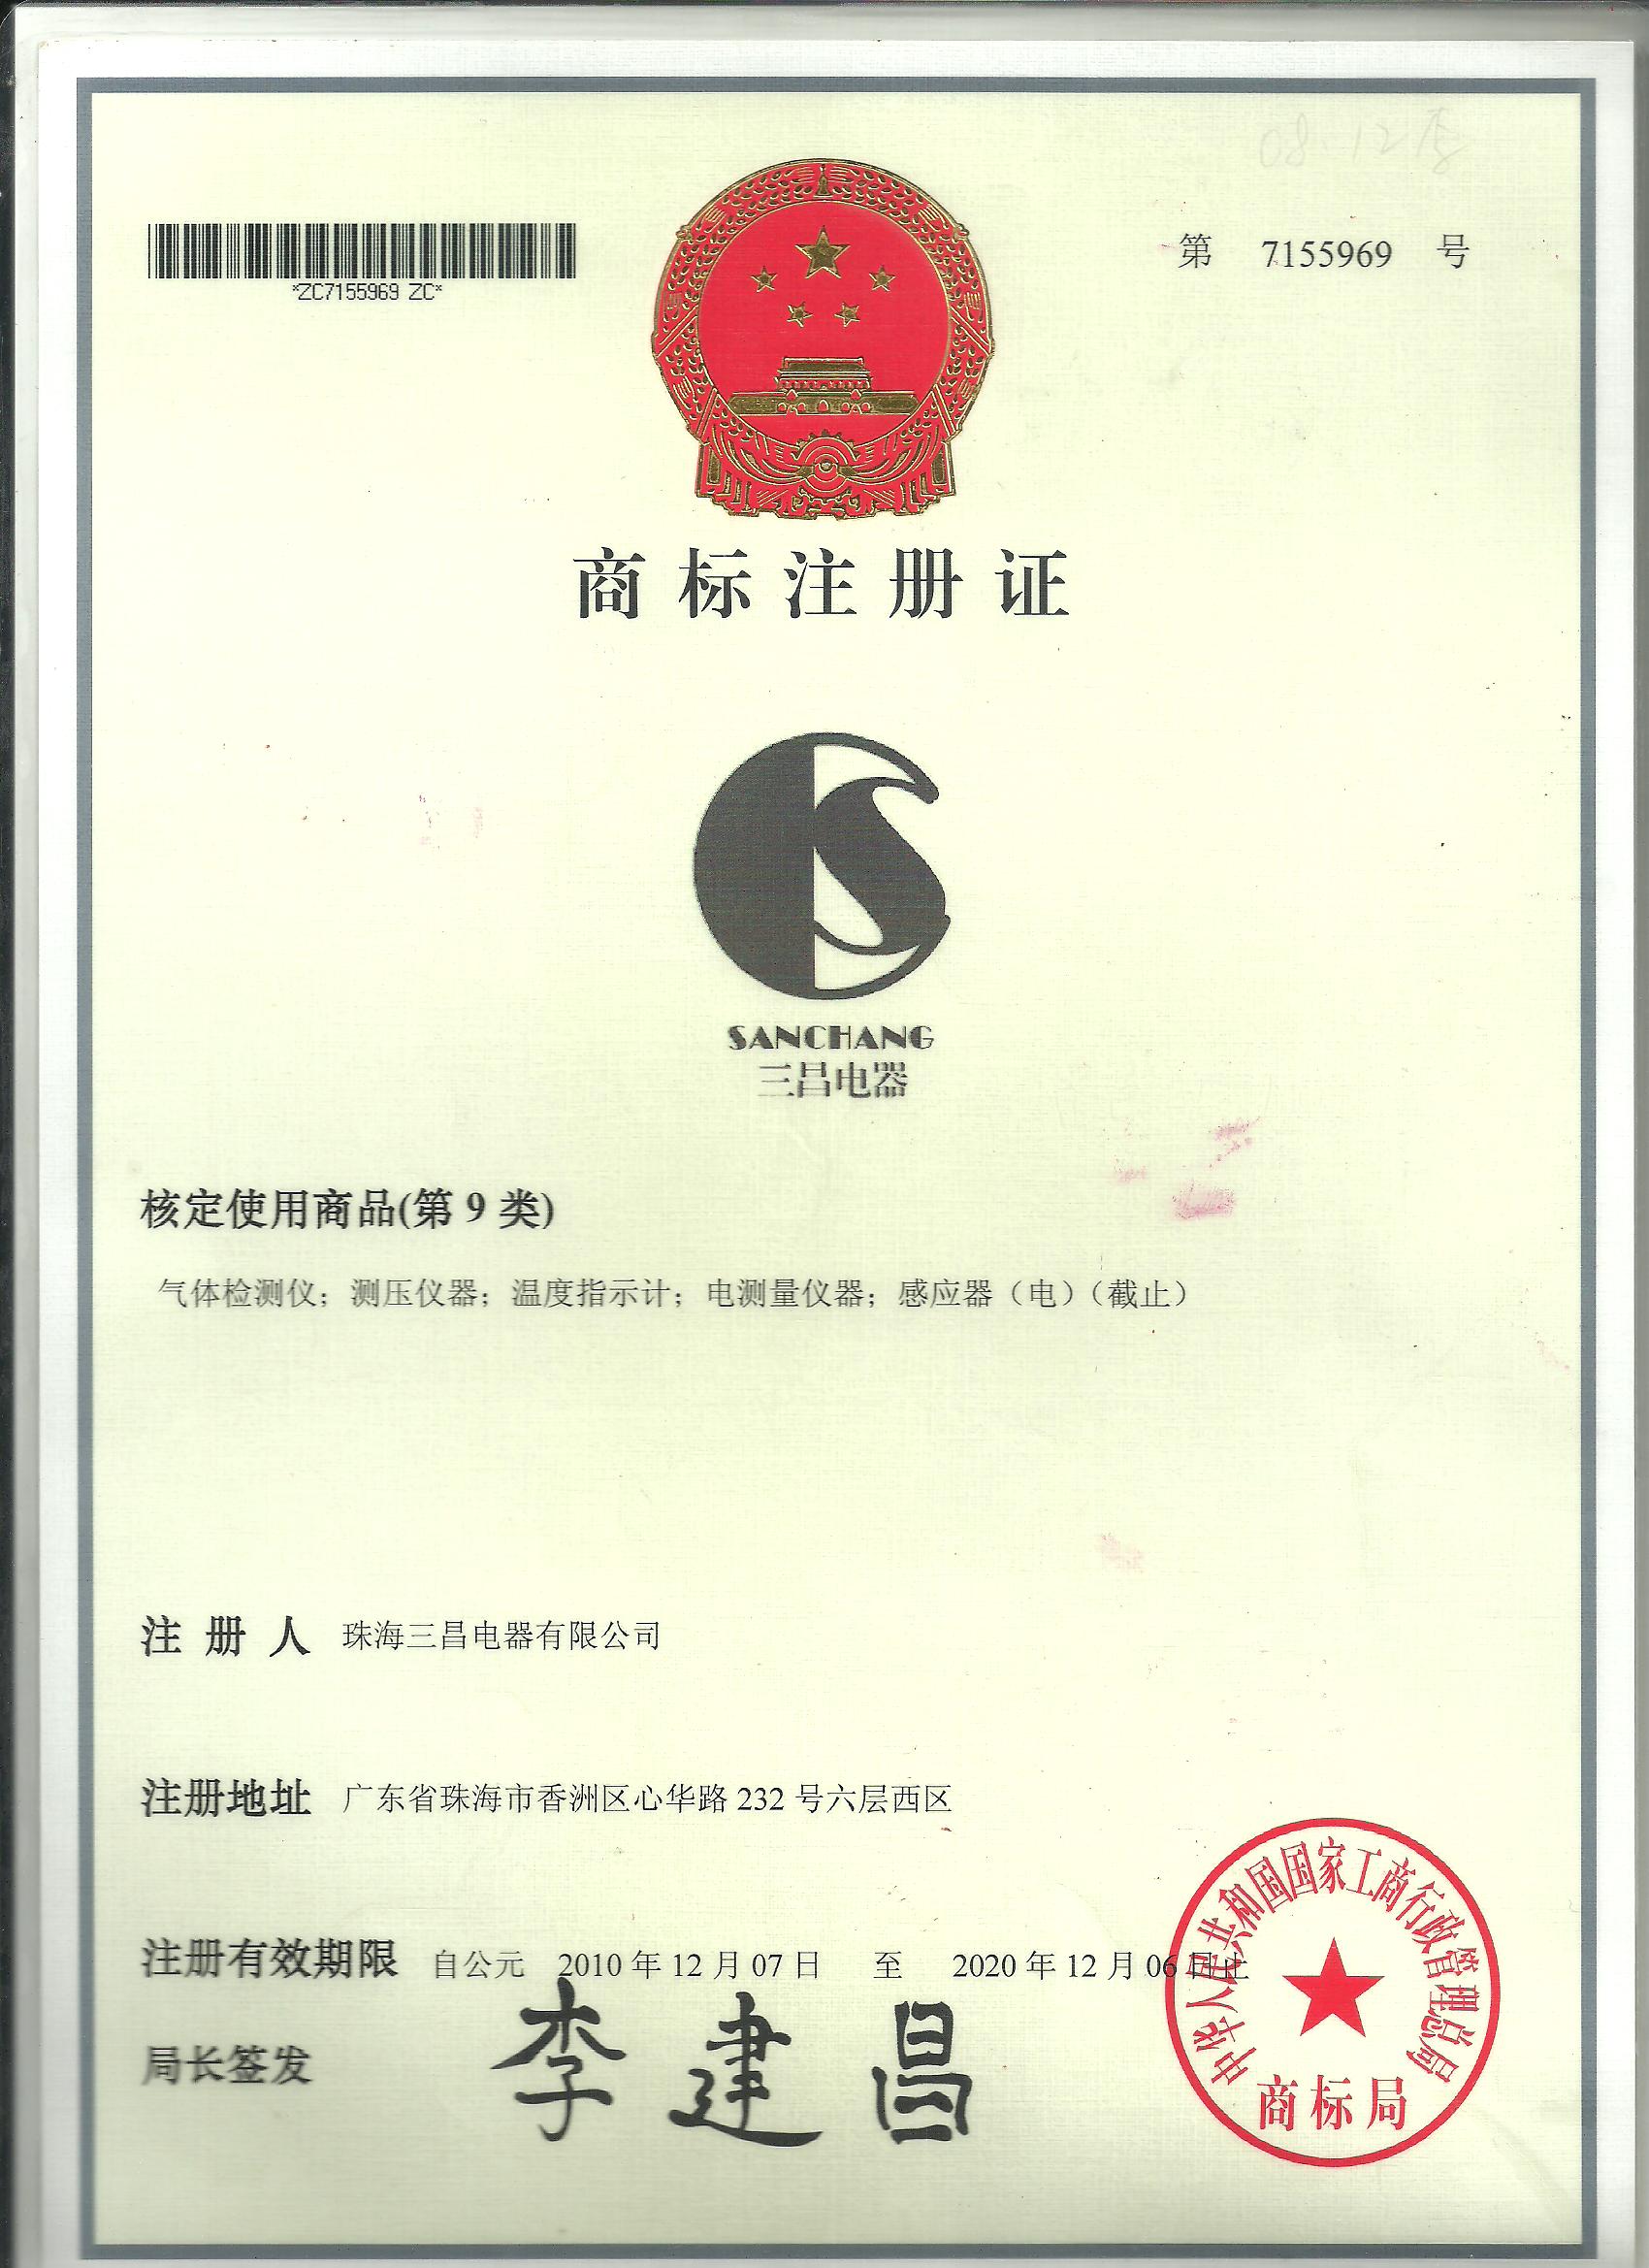 08.12
*ZC7155969 ZC*
第 7155969 号
商标注册证
SANCHANG
三昌电器
核定使用商品(第 9 类)
气体检测仪；测压仪器；温度指示计；电测量仪器；感应器（电）（截止）
注 册 人 珠海三昌电器有限公司
注册地址 广东省珠海市香洲区心华路 232 号六层西区
注册有效期限 自公元 2010 年 12 月 07 日 至 2020 年 12 月 06 日止
局长签发 李建昌
中华人民共和国国家工商行政管理总局
商标局